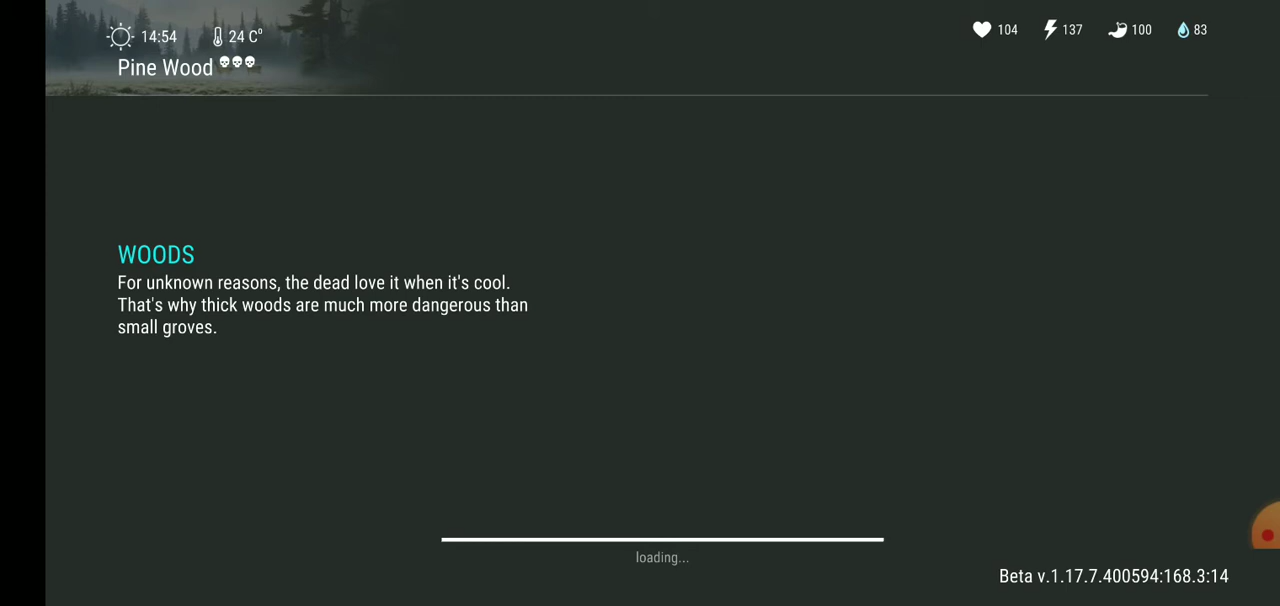 14:54 24 C⁰ 104 137 100 83
Pine Wood
WOODS
For unknown reasons, the dead love it when it's cool.
That's why thick woods are much more dangerous than
small groves.
loading...
Beta v.1.17.7.400594:168.3:14